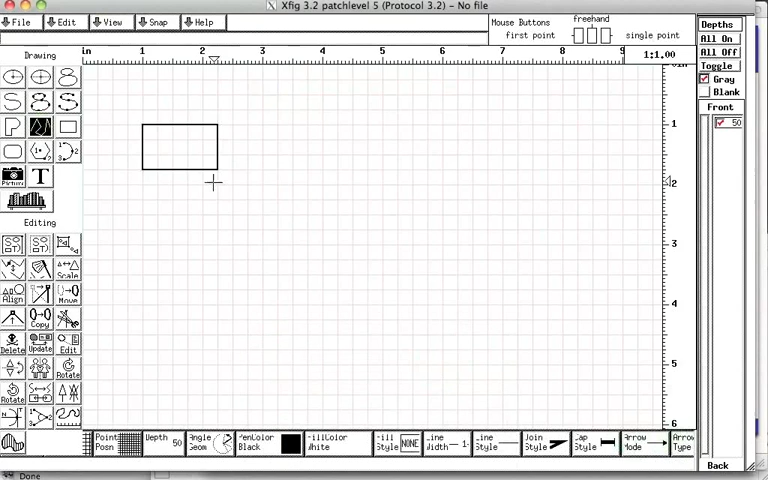 Xfig 3.2 patchlevel 5 (Protocol 3.2) – No file
File Edit View Snap Help
Mouse Buttons
first point
freehand
single point
Depths
All On
All Off
Toggle
Gray
Blank
Front
50
Back
Drawing
in 1 2 3 4 5 6 7 8 9
1:1.00
1
2
3
4
5
6
Picture
T
Editing
Scale
Align
Move
Copy
Delete
Update
Edit
Rotate
Rotate
Point
Posn
Depth
50
Angle
Geom
PenColor
Black
FillColor
White
Fill
Style
NONE
Line
Width
1
Line
Style
Join
Style
Cap
Style
Arrow
Mode
Arrow
Type
Done